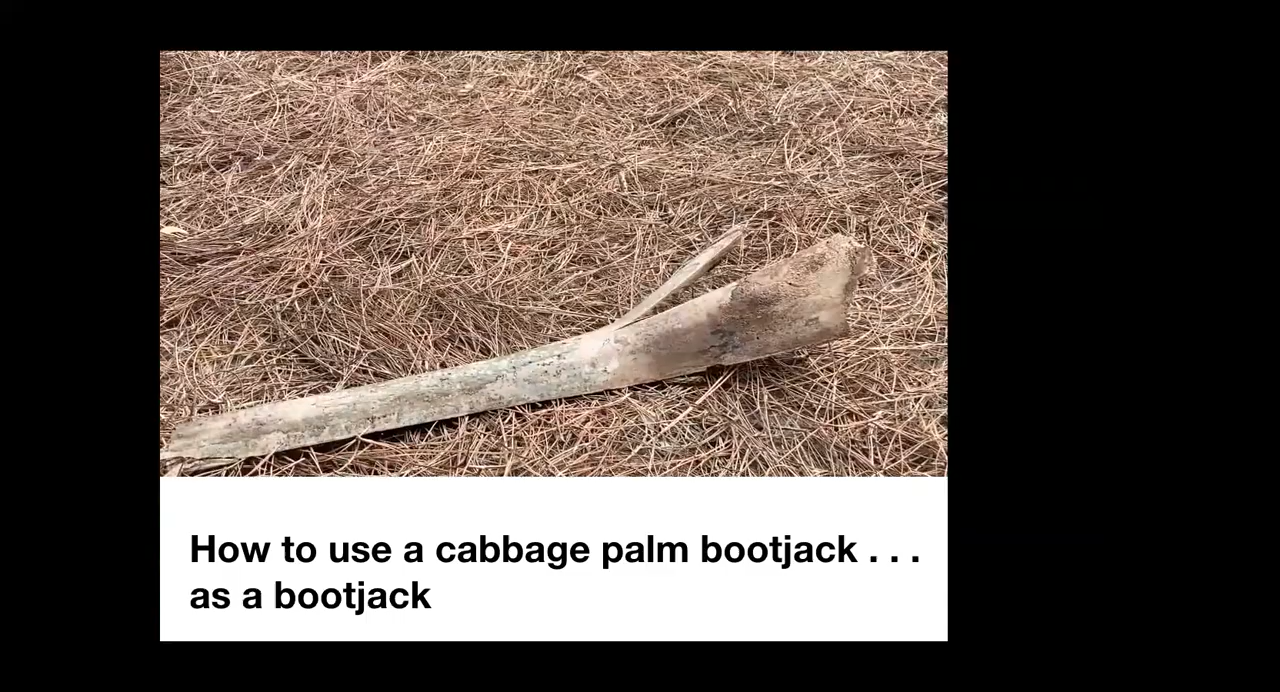 How to use a cabbage palm bootjack . . .
as a bootjack